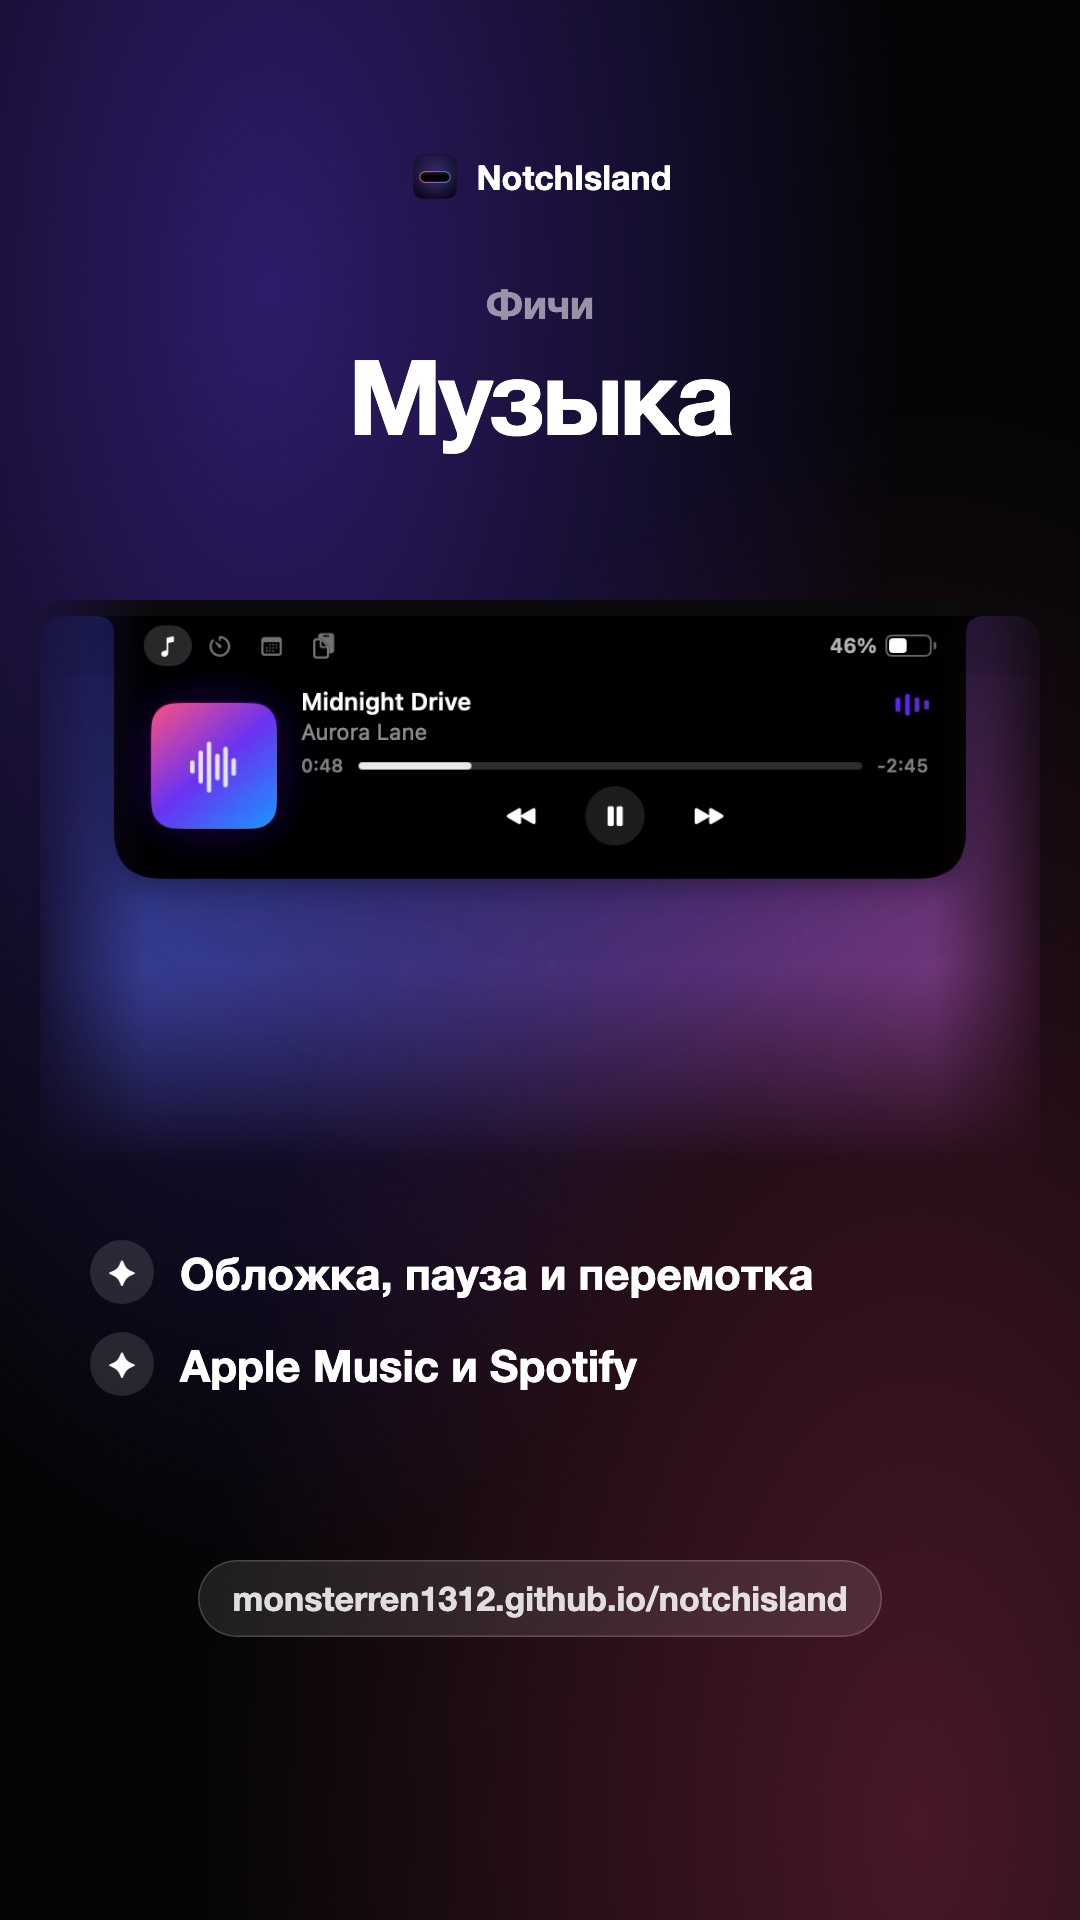 NotchIsland
Фичи
Музыка
46%
Midnight Drive
Aurora Lane
0:48 -2:45
Обложка, пауза и перемотка
Apple Music и Spotify
monsterren1312.github.io/notchisland